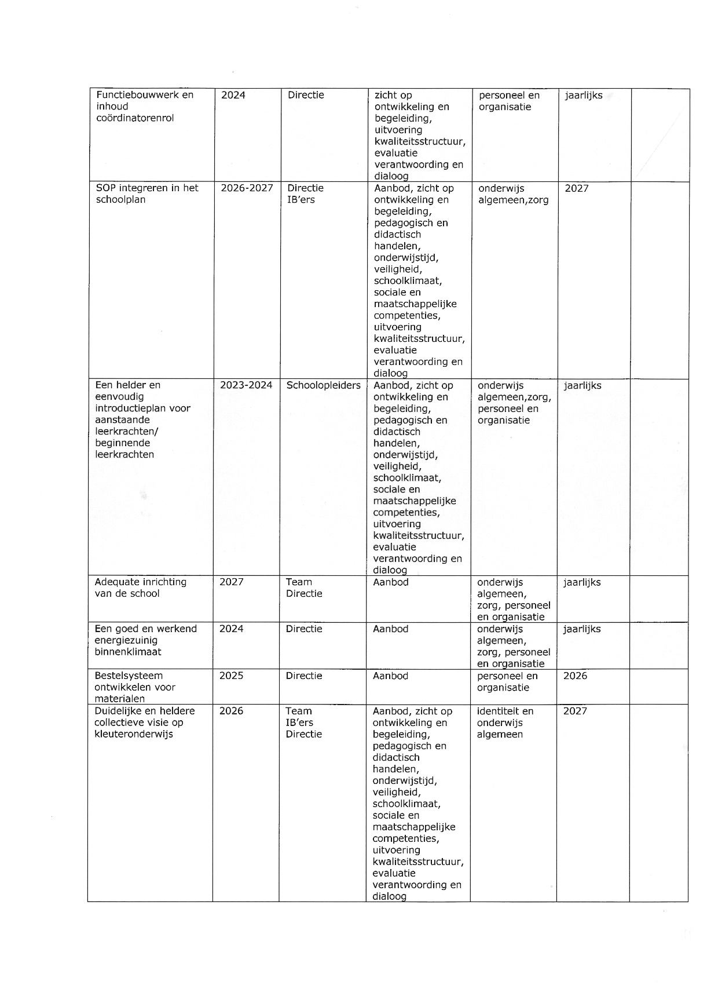 Functiebouwwerk en
inhoud
coördinatorenrol
2024
Directie
zicht op
ontwikkeling en
begeleiding,
uitvoering
kwaliteitsstructuur,
evaluatie
verantwoording en
dialoog
personeel en
organisatie
jaarlijks
SOP integreren in het
schoolplan
2026-2027
Directie
IB'ers
Aanbod, zicht op
ontwikkeling en
begeleiding,
pedagogisch en
didactisch
handelen,
onderwijstijd,
veiligheid,
schoolklimaat,
sociale en
maatschappelijke
competenties,
uitvoering
kwaliteitsstructuur,
evaluatie
verantwoording en
dialoog
onderwijs
algemeen,zorg
2027
Een helder en
eenvoudig
introductieplan voor
aanstaande
leerkrachten/
beginnende
leerkrachten
2023-2024
Schoolopleiders
Aanbod, zicht op
ontwikkeling en
begeleiding,
pedagogisch en
didactisch
handelen,
onderwijstijd,
veiligheid,
schoolklimaat,
sociale en
maatschappelijke
competenties,
uitvoering
kwaliteitsstructuur,
evaluatie
verantwoording en
dialoog
onderwijs
algemeen,zorg,
personeel en
organisatie
jaarlijks
Adequate inrichting
van de school
2027
Team
Directie
Aanbod
onderwijs
algemeen,
zorg, personeel
en organisatie
jaarlijks
Een goed en werkend
energiezuinig
binnenklimaat
2024
Directie
Aanbod
onderwijs
algemeen,
zorg, personeel
en organisatie
jaarlijks
Bestelsysteem
ontwikkelen voor
materialen
2025
Directie
Aanbod
personeel en
organisatie
2026
Duidelijke en heldere
collectieve visie op
kleuteronderwijs
2026
Team
IB'ers
Directie
Aanbod, zicht op
ontwikkeling en
begeleiding,
pedagogisch en
didactisch
handelen,
onderwijstijd,
veiligheid,
schoolklimaat,
sociale en
maatschappelijke
competenties,
uitvoering
kwaliteitsstructuur,
evaluatie
verantwoording en
dialoog
identiteit en
onderwijs
algemeen
2027